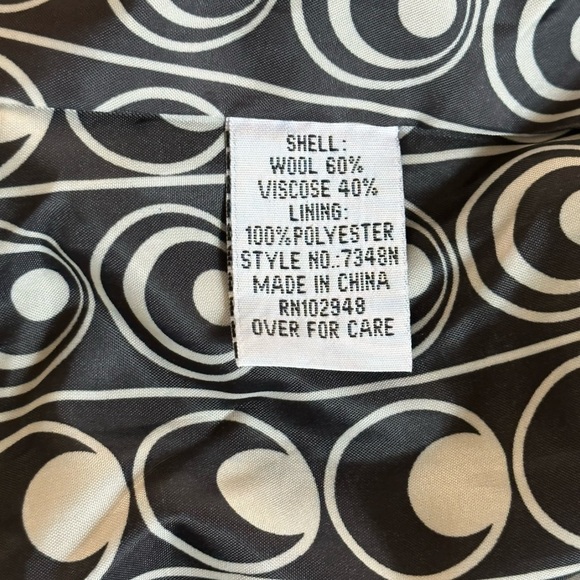 SHELL:
WOOL 60%
VISCOSE 40%
LINING:
100%POLYESTER
STYLE NO.:7348N
MADE IN CHINA
RN102948
OVER FOR CARE